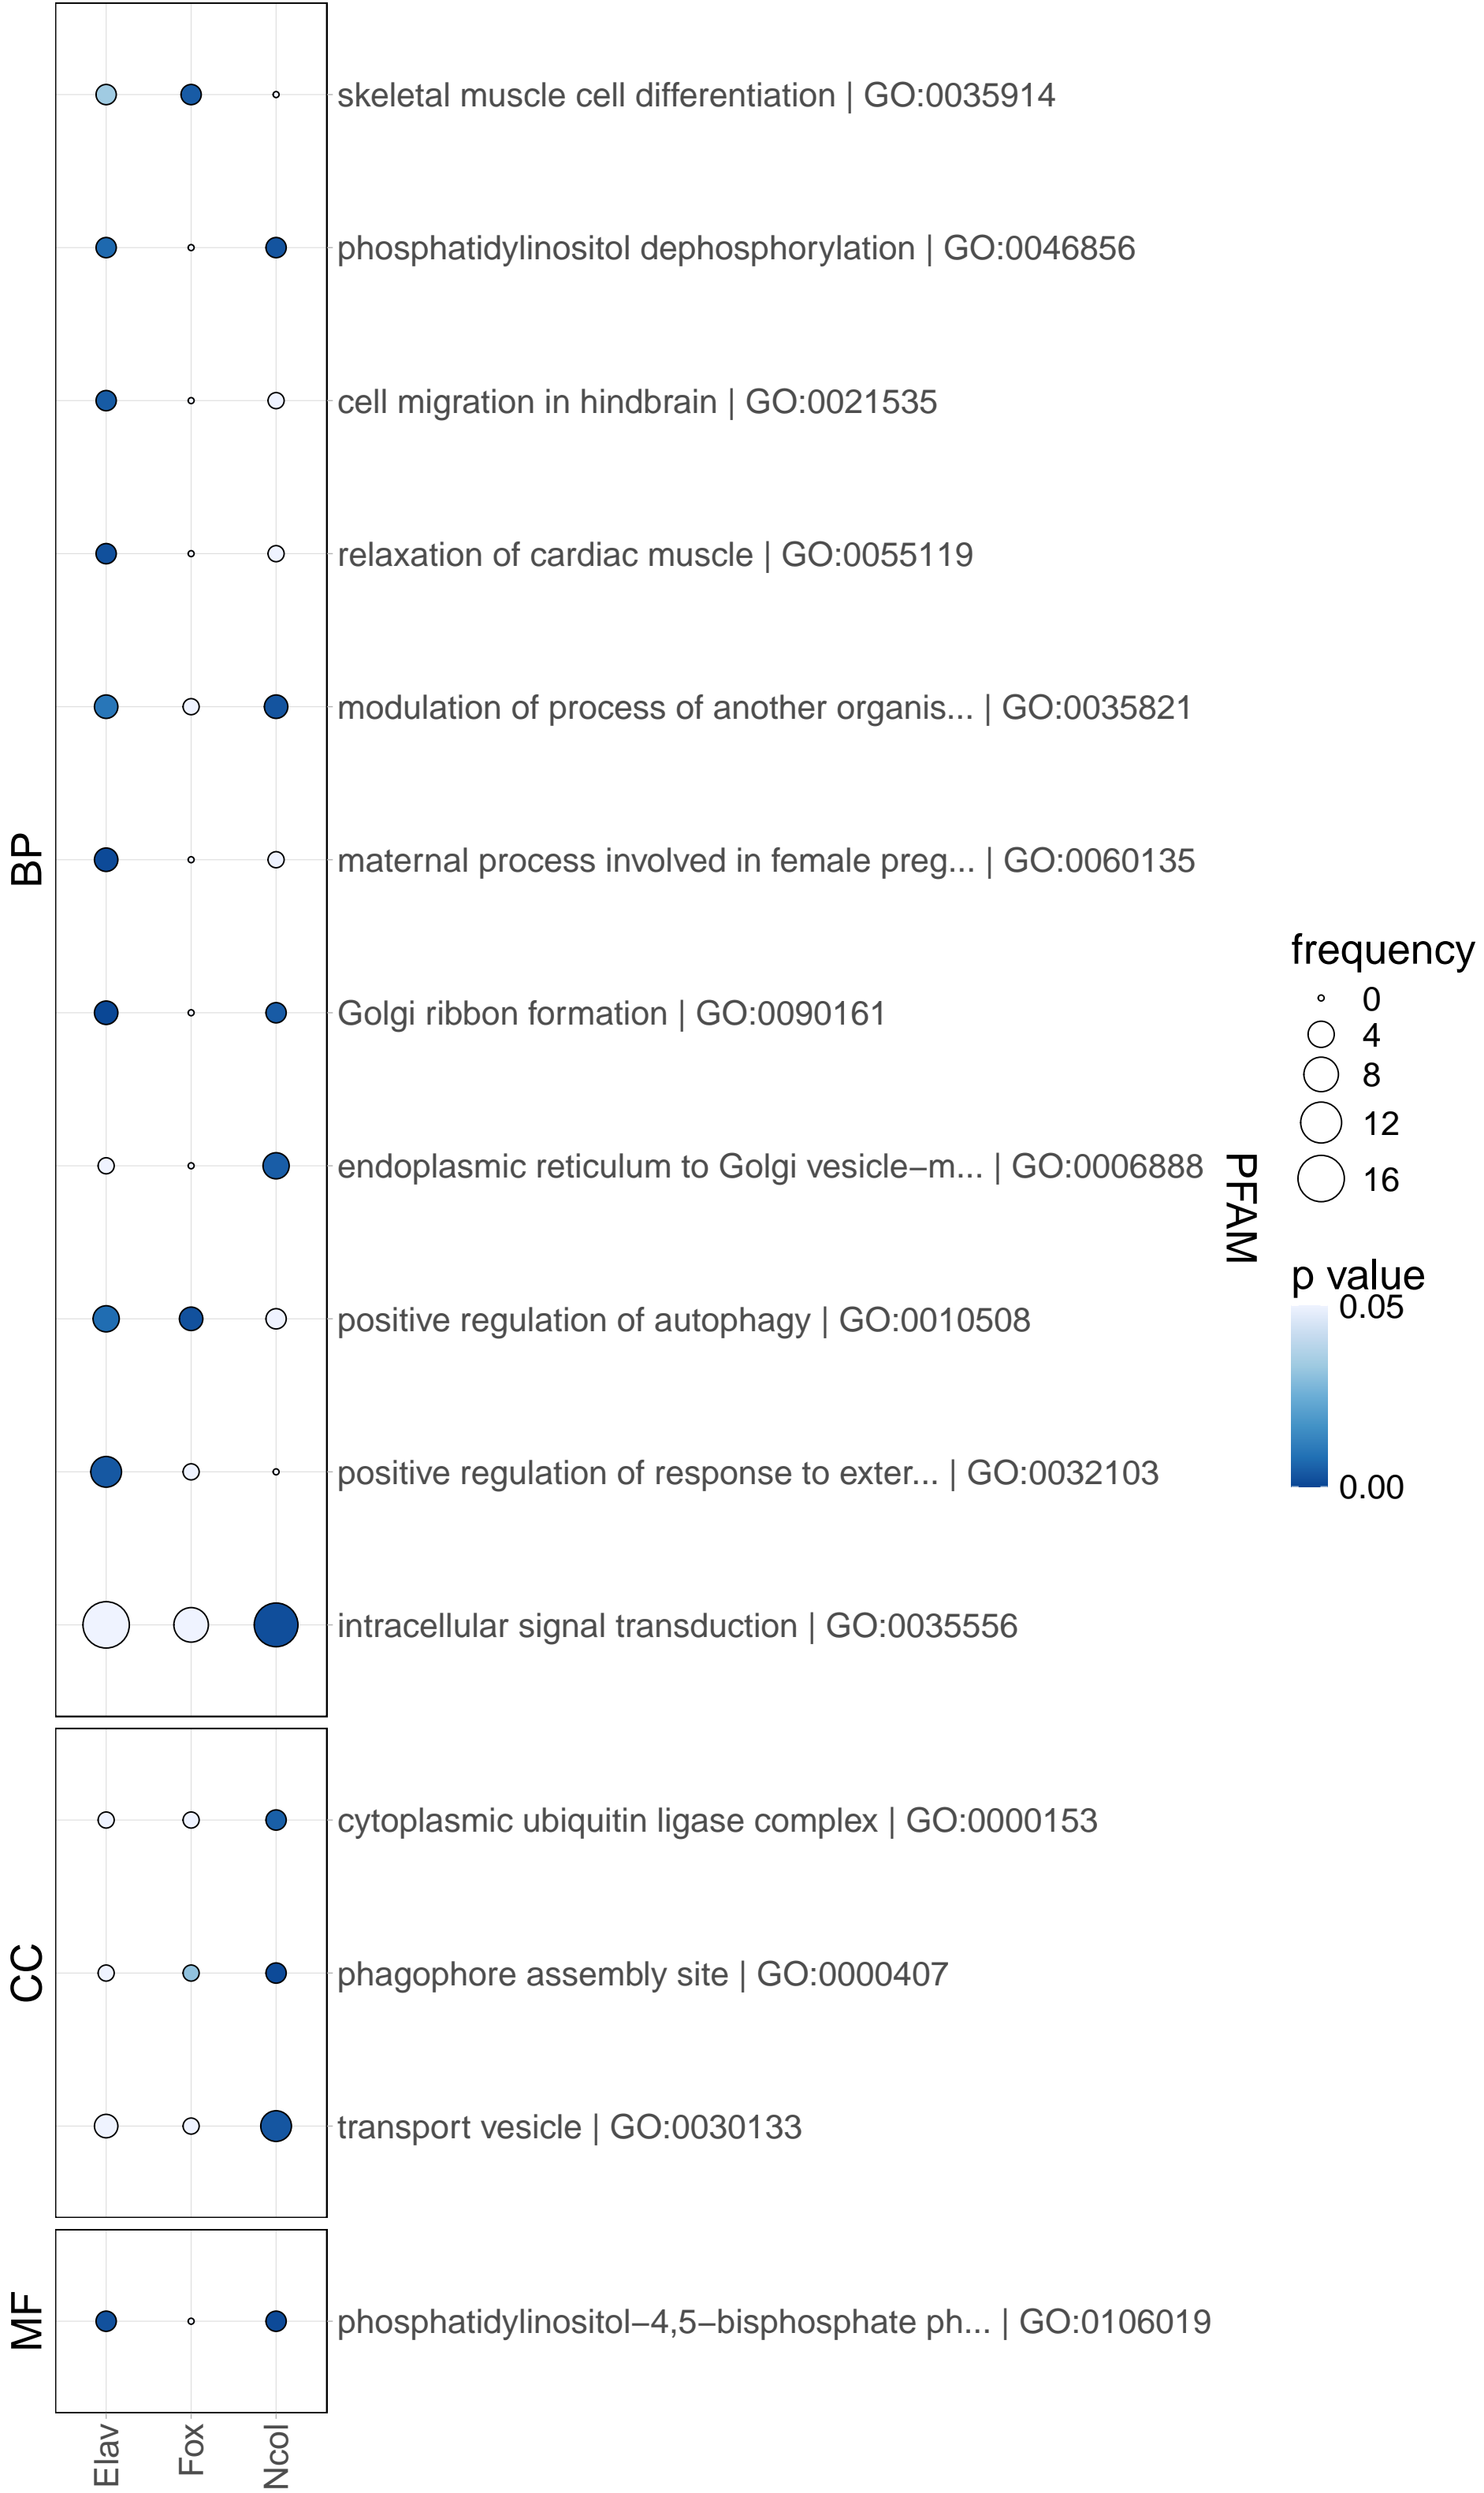 BP
skeletal muscle cell differentiation | GO:0035914
phosphatidylinositol dephosphorylation | GO:0046856
cell migration in hindbrain | GO:0021535
relaxation of cardiac muscle | GO:0055119
modulation of process of another organis... | GO:0035821
maternal process involved in female preg... | GO:0060135
Golgi ribbon formation | GO:0090161
endoplasmic reticulum to Golgi vesicle−m... | GO:0006888
positive regulation of autophagy | GO:0010508
positive regulation of response to exter... | GO:0032103
intracellular signal transduction | GO:0035556
CC
cytoplasmic ubiquitin ligase complex | GO:0000153
phagophore assembly site | GO:0000407
transport vesicle | GO:0030133
MF
phosphatidylinositol−4,5−bisphosphate ph... | GO:0106019
Elav
Fox
Ncol
PFAM
frequency
0
4
8
12
16
p value
0.05
0.00